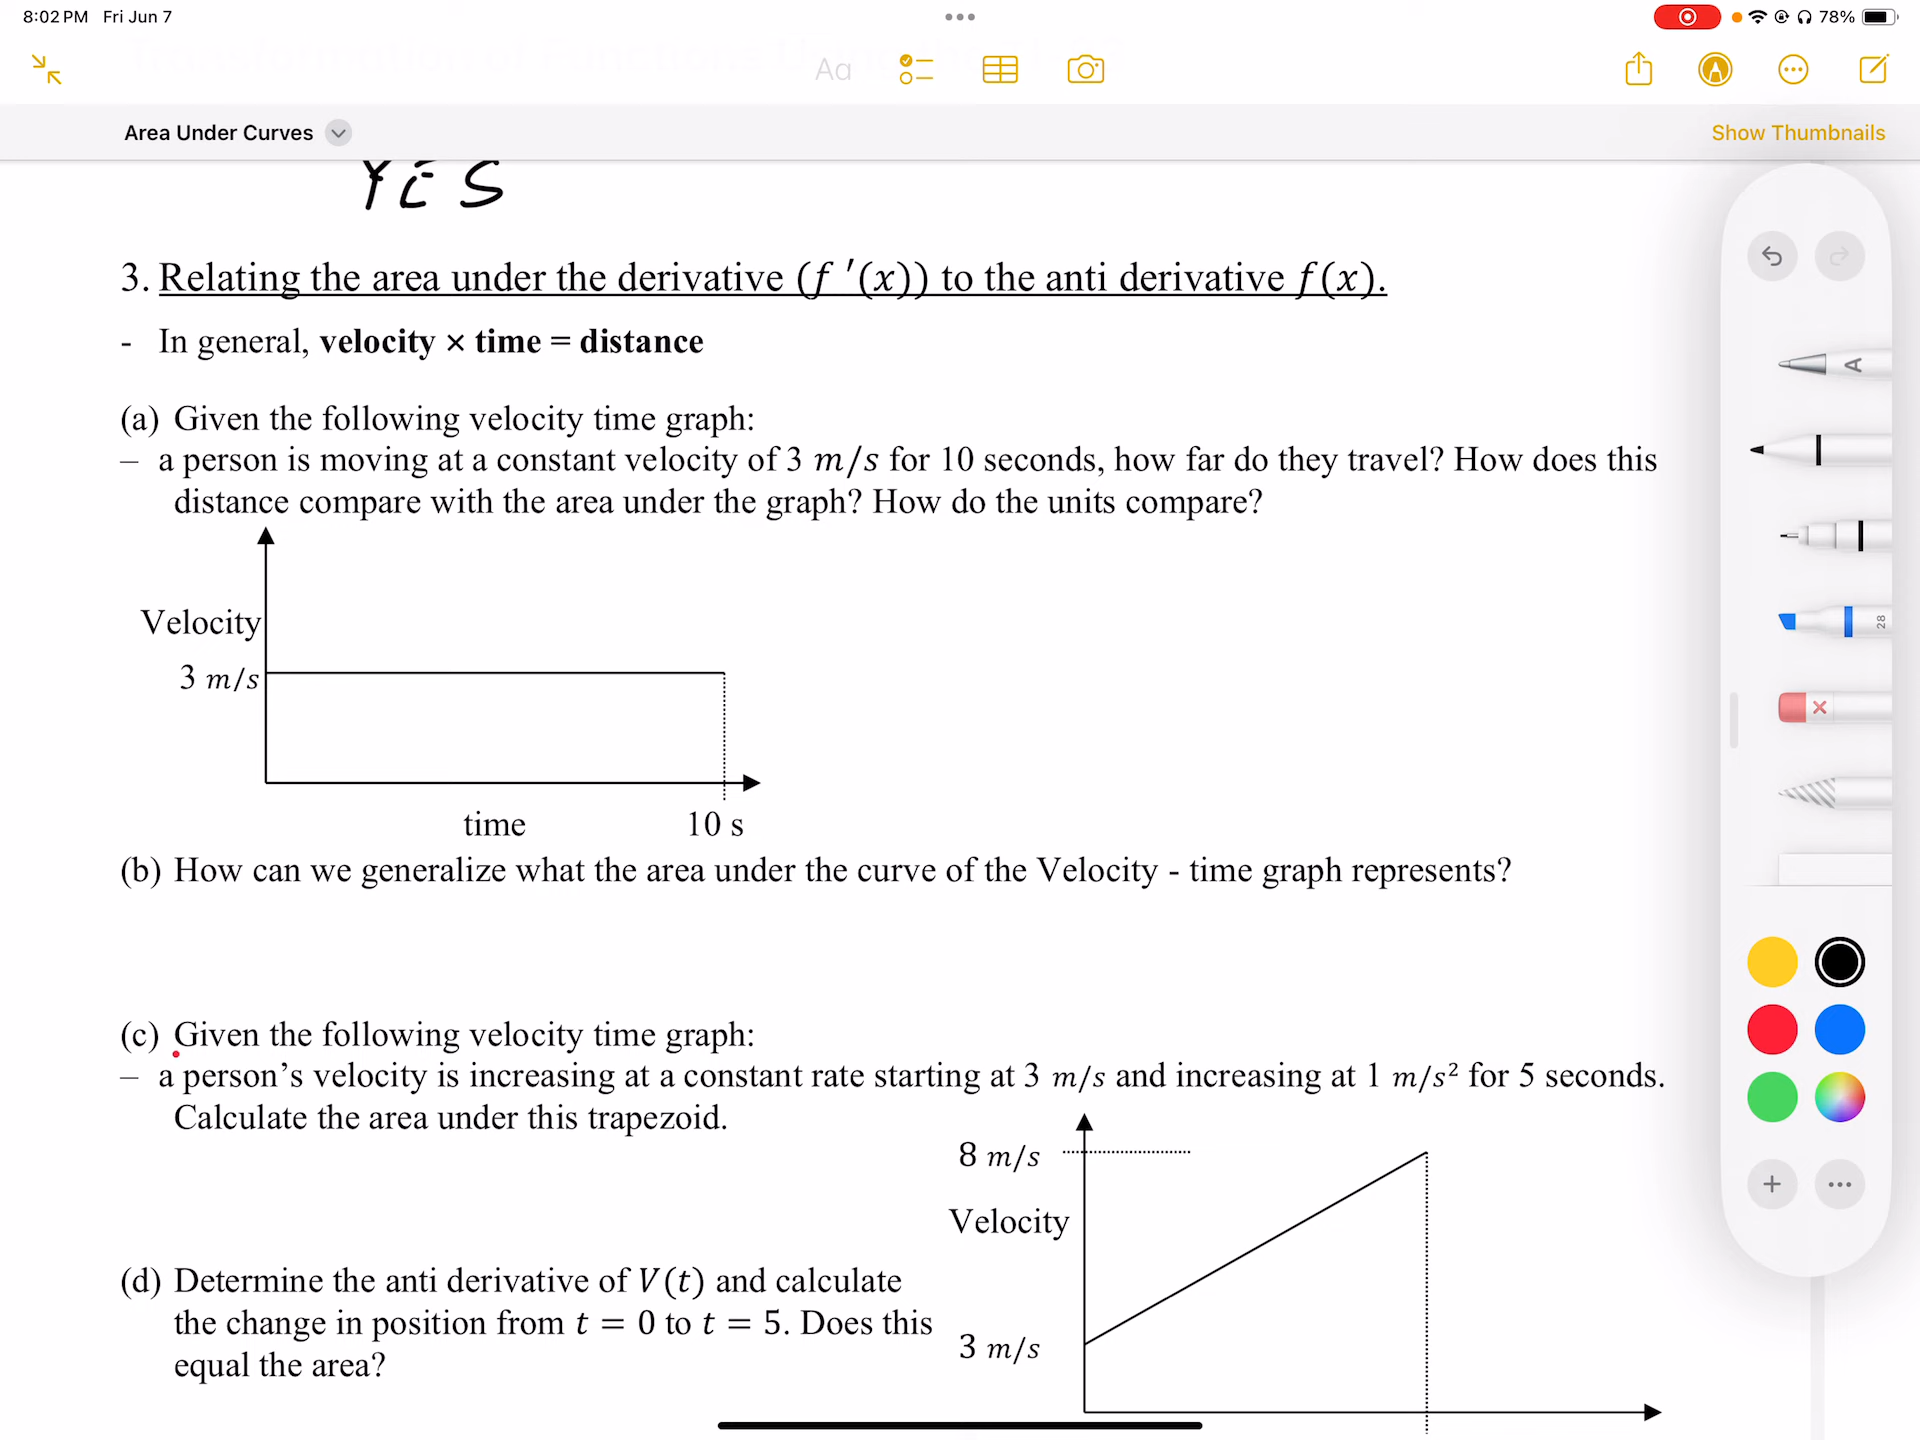 8:02 PM Fri Jun 7
78%
Aa
Area Under Curves
Show Thumbnails
YES
3. Relating the area under the derivative (f ′(x)) to the anti derivative f(x).
- In general, velocity × time = distance
(a) Given the following velocity time graph:
– a person is moving at a constant velocity of 3 m/s for 10 seconds, how far do they travel? How does this
distance compare with the area under the graph? How do the units compare?
Velocity
3 m/s
time 10 s
(b) How can we generalize what the area under the curve of the Velocity - time graph represents?
(c) Given the following velocity time graph:
– a person’s velocity is increasing at a constant rate starting at 3 m/s and increasing at 1 m/s² for 5 seconds.
Calculate the area under this trapezoid.
8 m/s
Velocity
3 m/s
(d) Determine the anti derivative of V(t) and calculate
the change in position from t = 0 to t = 5. Does this
equal the area?
A
28